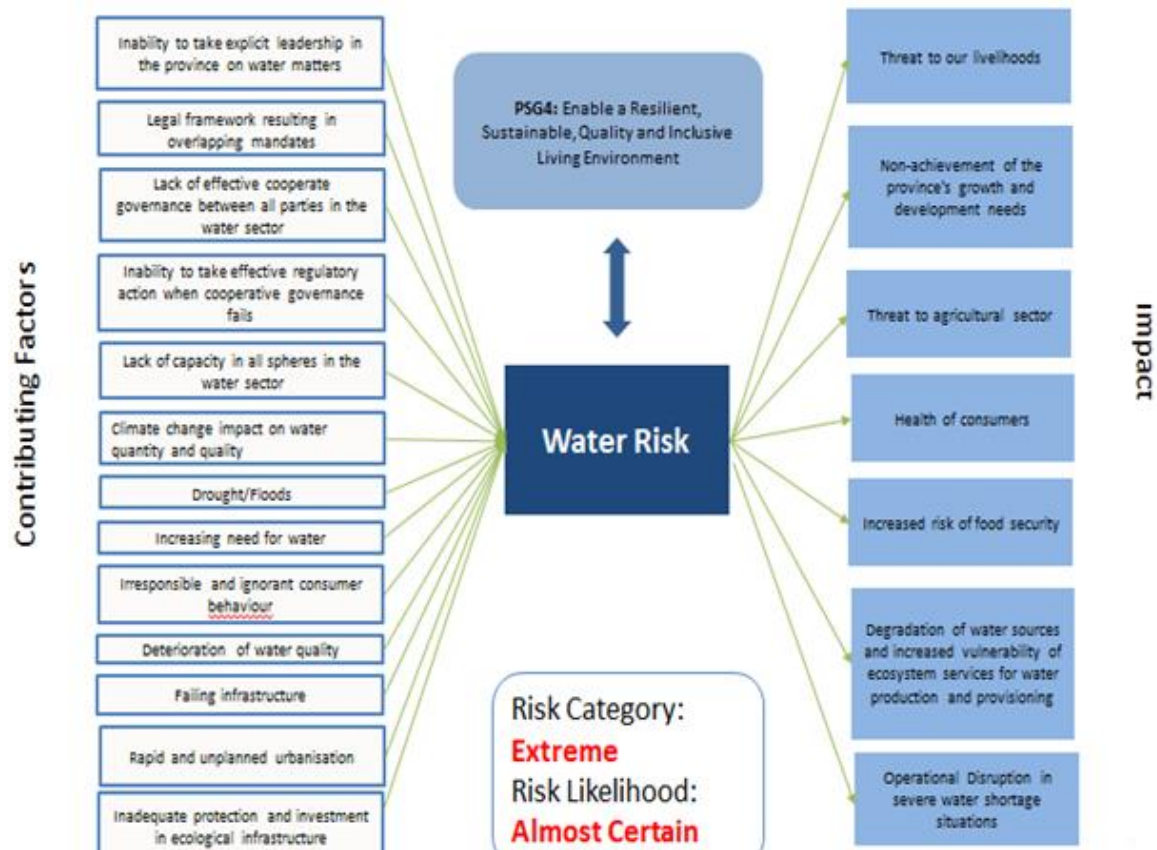 Contributing Factors
Inability to take explicit leadership in
the province on water matters
Legal framework resulting in
overlapping mandates
Lack of effective cooperate
governance between all parties in the
water sector
Inability to take effective regulatory
action when cooperative governance
fails
Lack of capacity in all spheres in the
water sector
Climate change impact on water
quantity and quality
Drought/Floods
Increasing need for water
Irresponsible and ignorant consumer
behaviour
Deterioration of water quality
Failing infrastructure
Rapid and unplanned urbanisation
Inadequate protection and investment
in ecological infrastructure
PSG4: Enable a Resilient,
Sustainable, Quality and Inclusive
Living Environment
Water Risk
Risk Category:
Extreme
Risk Likelihood:
Almost Certain
Threat to our livelihoods
Non-achievement of the
province's growth and
development needs
Threat to agricultural sector
Health of consumers
Increased risk of food security
Degradation of water sources
and increased vulnerability of
ecosystem services for water
production and provisioning
Operational Disruption in
severe water shortage
situations
Impact